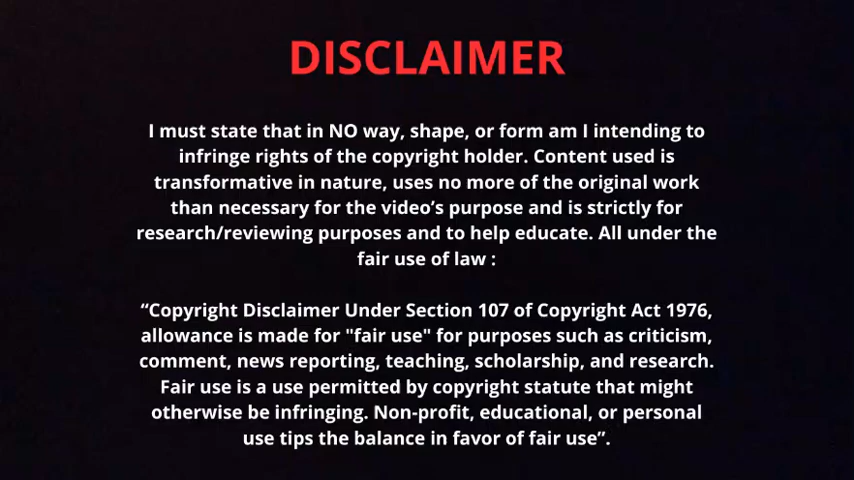 DISCLAIMER
I must state that in NO way, shape, or form am I intending to
infringe rights of the copyright holder. Content used is
transformative in nature, uses no more of the original work
than necessary for the video’s purpose and is strictly for
research/reviewing purposes and to help educate. All under the
fair use of law :
“Copyright Disclaimer Under Section 107 of Copyright Act 1976,
allowance is made for "fair use" for purposes such as criticism,
comment, news reporting, teaching, scholarship, and research.
Fair use is a use permitted by copyright statute that might
otherwise be infringing. Non-profit, educational, or personal
use tips the balance in favor of fair use”.